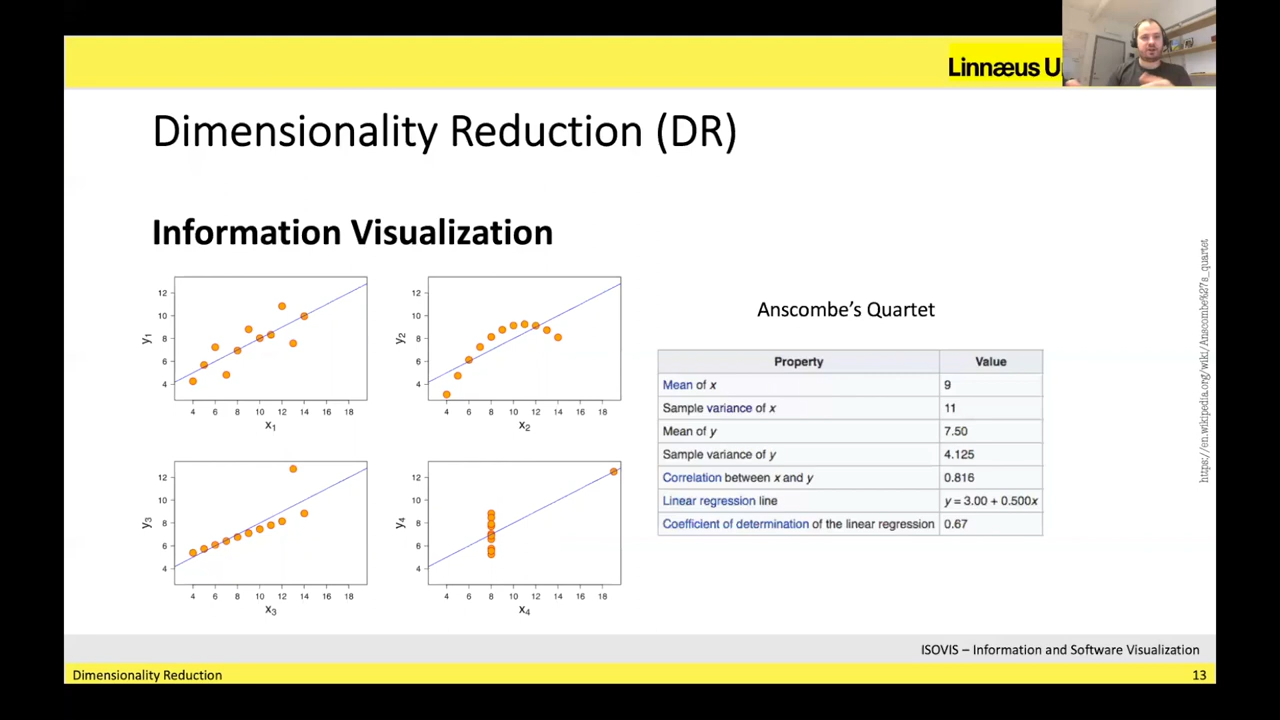 Linnæus U
Dimensionality Reduction (DR)
Information Visualization
12
10
8
6
4
y1
4 6 8 10 12 14 16 18
x1
12
10
8
6
4
y2
4 6 8 10 12 14 16 18
x2
12
10
8
6
4
y3
4 6 8 10 12 14 16 18
x3
12
10
8
6
4
y4
4 6 8 10 12 14 16 18
x4
Anscombe’s Quartet
Property Value
Mean of x 9
Sample variance of x 11
Mean of y 7.50
Sample variance of y 4.125
Correlation between x and y 0.816
Linear regression line y = 3.00 + 0.500x
Coefficient of determination of the linear regression 0.67
https://en.wikipedia.org/wiki/Anscombe%27s_quartet
ISOVIS – Information and Software Visualization
Dimensionality Reduction 13